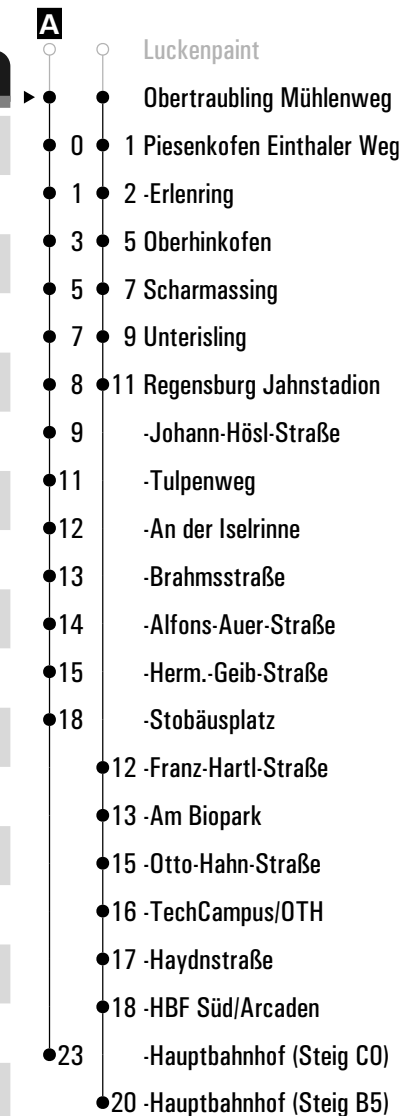 A
Luckenpaint
Obertraubling Mühlenweg
0 1 Piesenkofen Einthaler Weg
1 2 -Erlenring
3 5 Oberhinkofen
5 7 Scharmassing
7 9 Unterisling
8 11 Regensburg Jahnstadion
9 -Johann-Hösl-Straße
11 -Tulpenweg
12 -An der Iselrinne
13 -Brahmsstraße
14 -Alfons-Auer-Straße
15 -Herm.-Geib-Straße
18 -Stobäusplatz
12 -Franz-Hartl-Straße
13 -Am Biopark
15 -Otto-Hahn-Straße
16 -TechCampus/OTH
17 -Haydnstraße
18 -HBF Süd/Arcaden
23 -Hauptbahnhof (Steig C0)
20 -Hauptbahnhof (Steig B5)